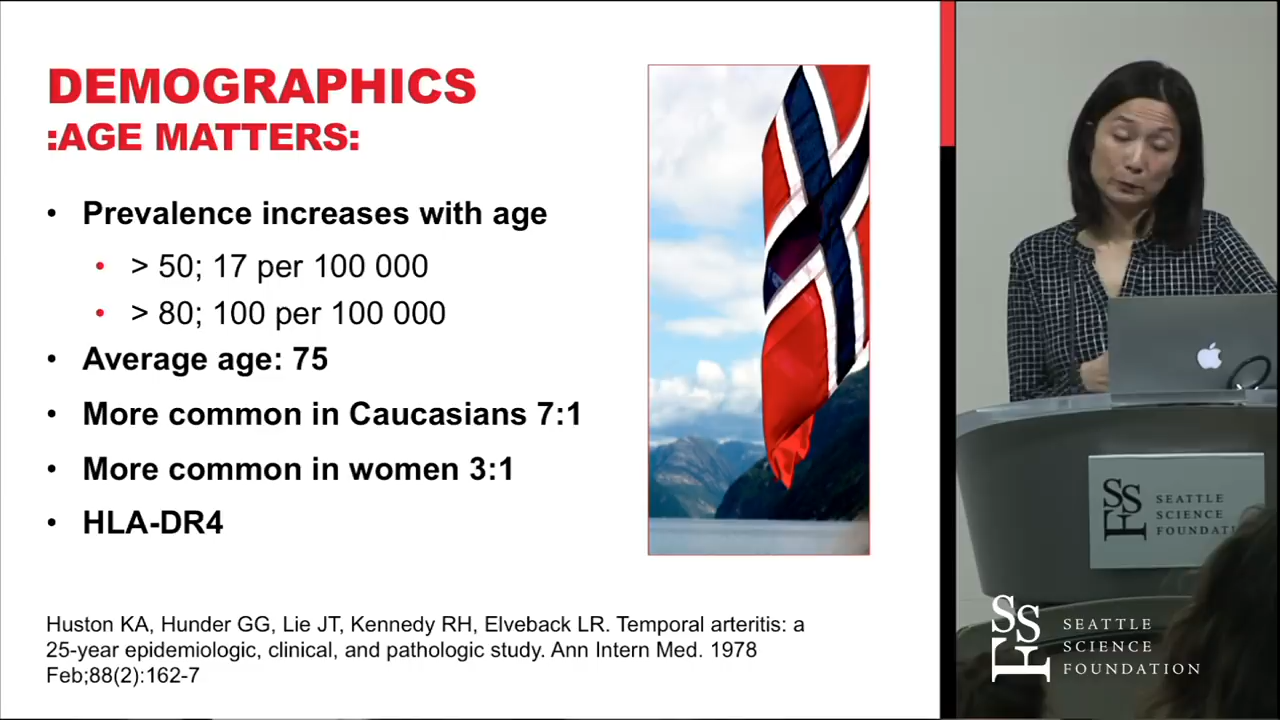 DEMOGRAPHICS
:AGE MATTERS:
• Prevalence increases with age
• > 50; 17 per 100 000
• > 80; 100 per 100 000
• Average age: 75
• More common in Caucasians 7:1
• More common in women 3:1
• HLA-DR4
Huston KA, Hunder GG, Lie JT, Kennedy RH, Elveback LR. Temporal arteritis: a
25-year epidemiologic, clinical, and pathologic study. Ann Intern Med. 1978
Feb;88(2):162-7
SSF
SEATTLE
SCIENCE
FOUNDATI
SSF
SEATTLE
SCIENCE
FOUNDATION